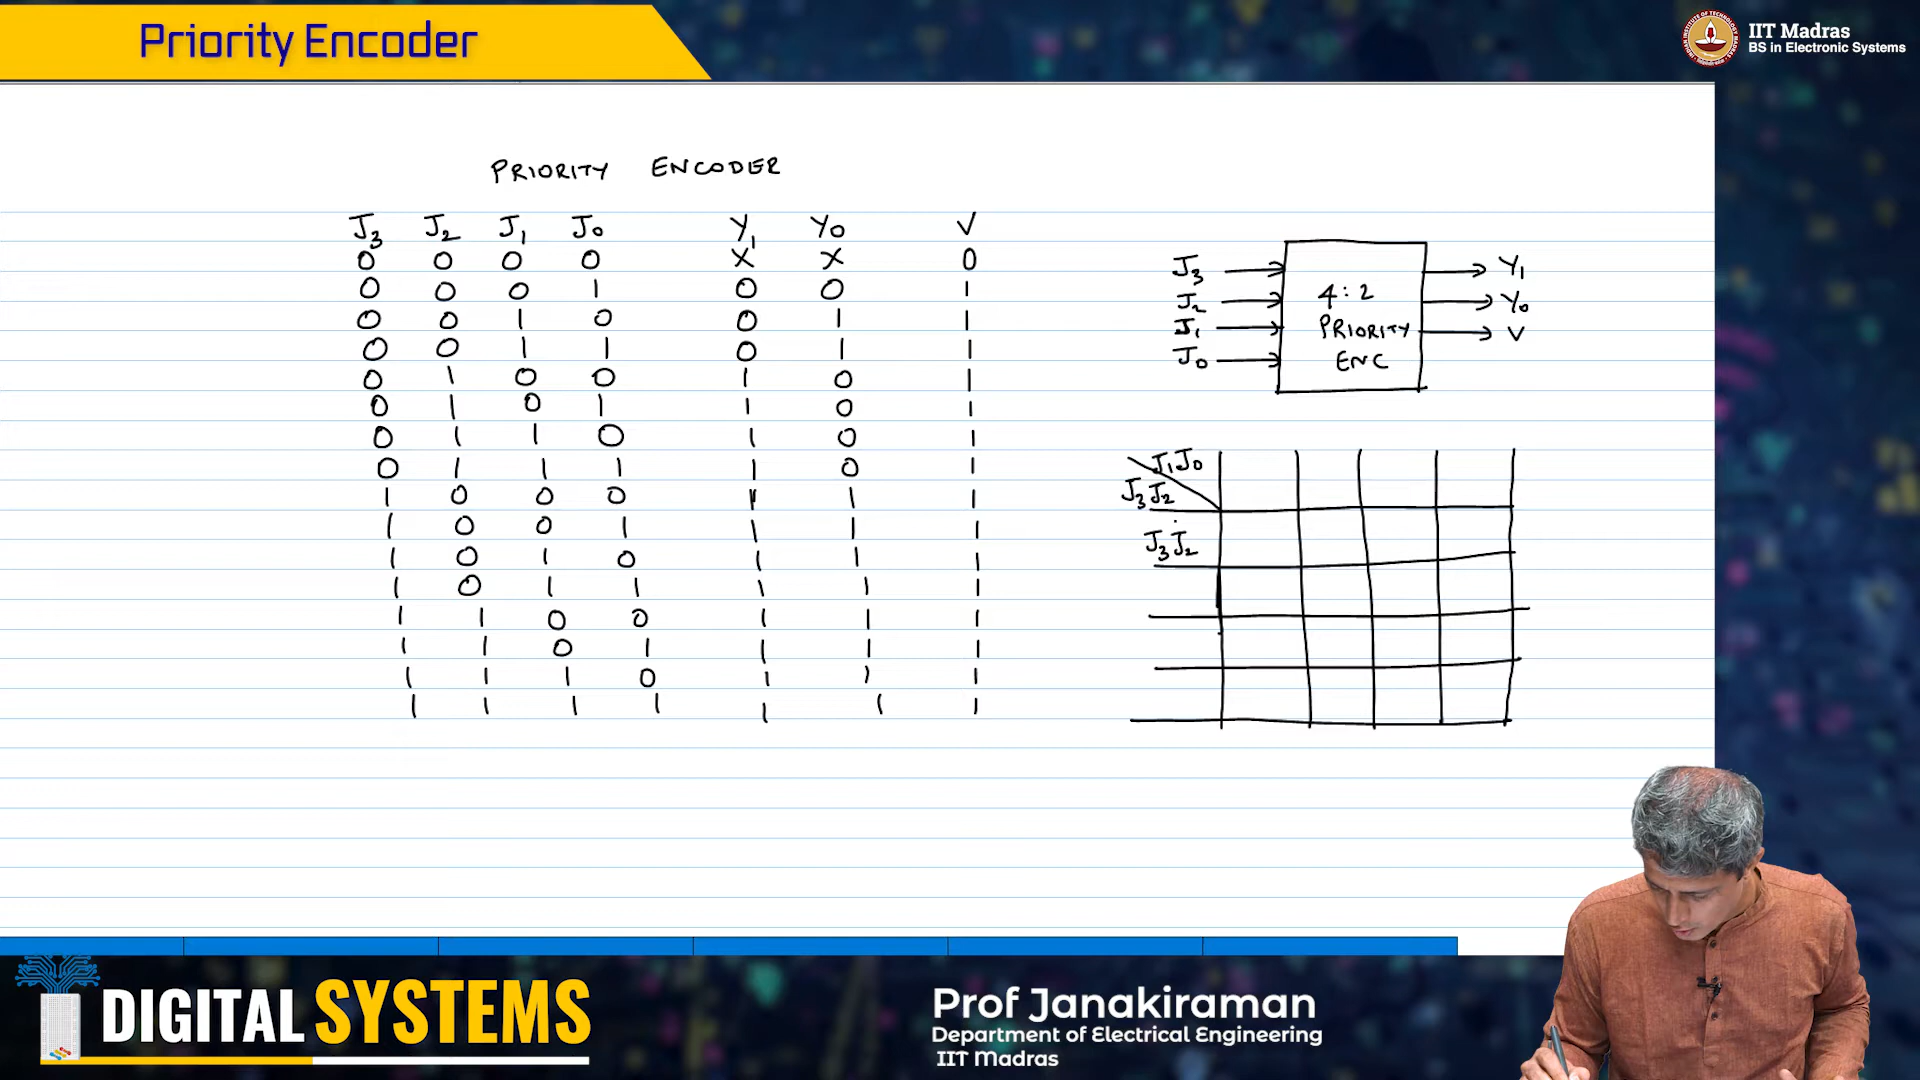 Priority Encoder
IIT Madras
BS in Electronic Systems
PRIORITY ENCODER
J3 J2 J1 J0 Y1 Y0 V
0 0 0 0 X X 0
0 0 0 1 0 0 1
0 0 1 0 0 1 1
0 0 1 1 0 1 1
0 1 0 0 1 0 1
0 1 0 1 1 0 1
0 1 1 0 1 0 1
0 1 1 1 1 0 1
1 0 0 0 1 1 1
1 0 0 1 1 1 1
1 0 1 0 1 1 1
1 0 1 1 1 1 1
1 1 0 0 1 1 1
1 1 0 1 1 1 1
1 1 1 0 1 1 1
1 1 1 1 1 1 1
J3 Y1
J2 4:2 Y0
J1 PRIORITY V
J0 ENC
J1J0
J3J2
J3J2
DIGITAL SYSTEMS
Prof Janakiraman
Department of Electrical Engineering
IIT Madras